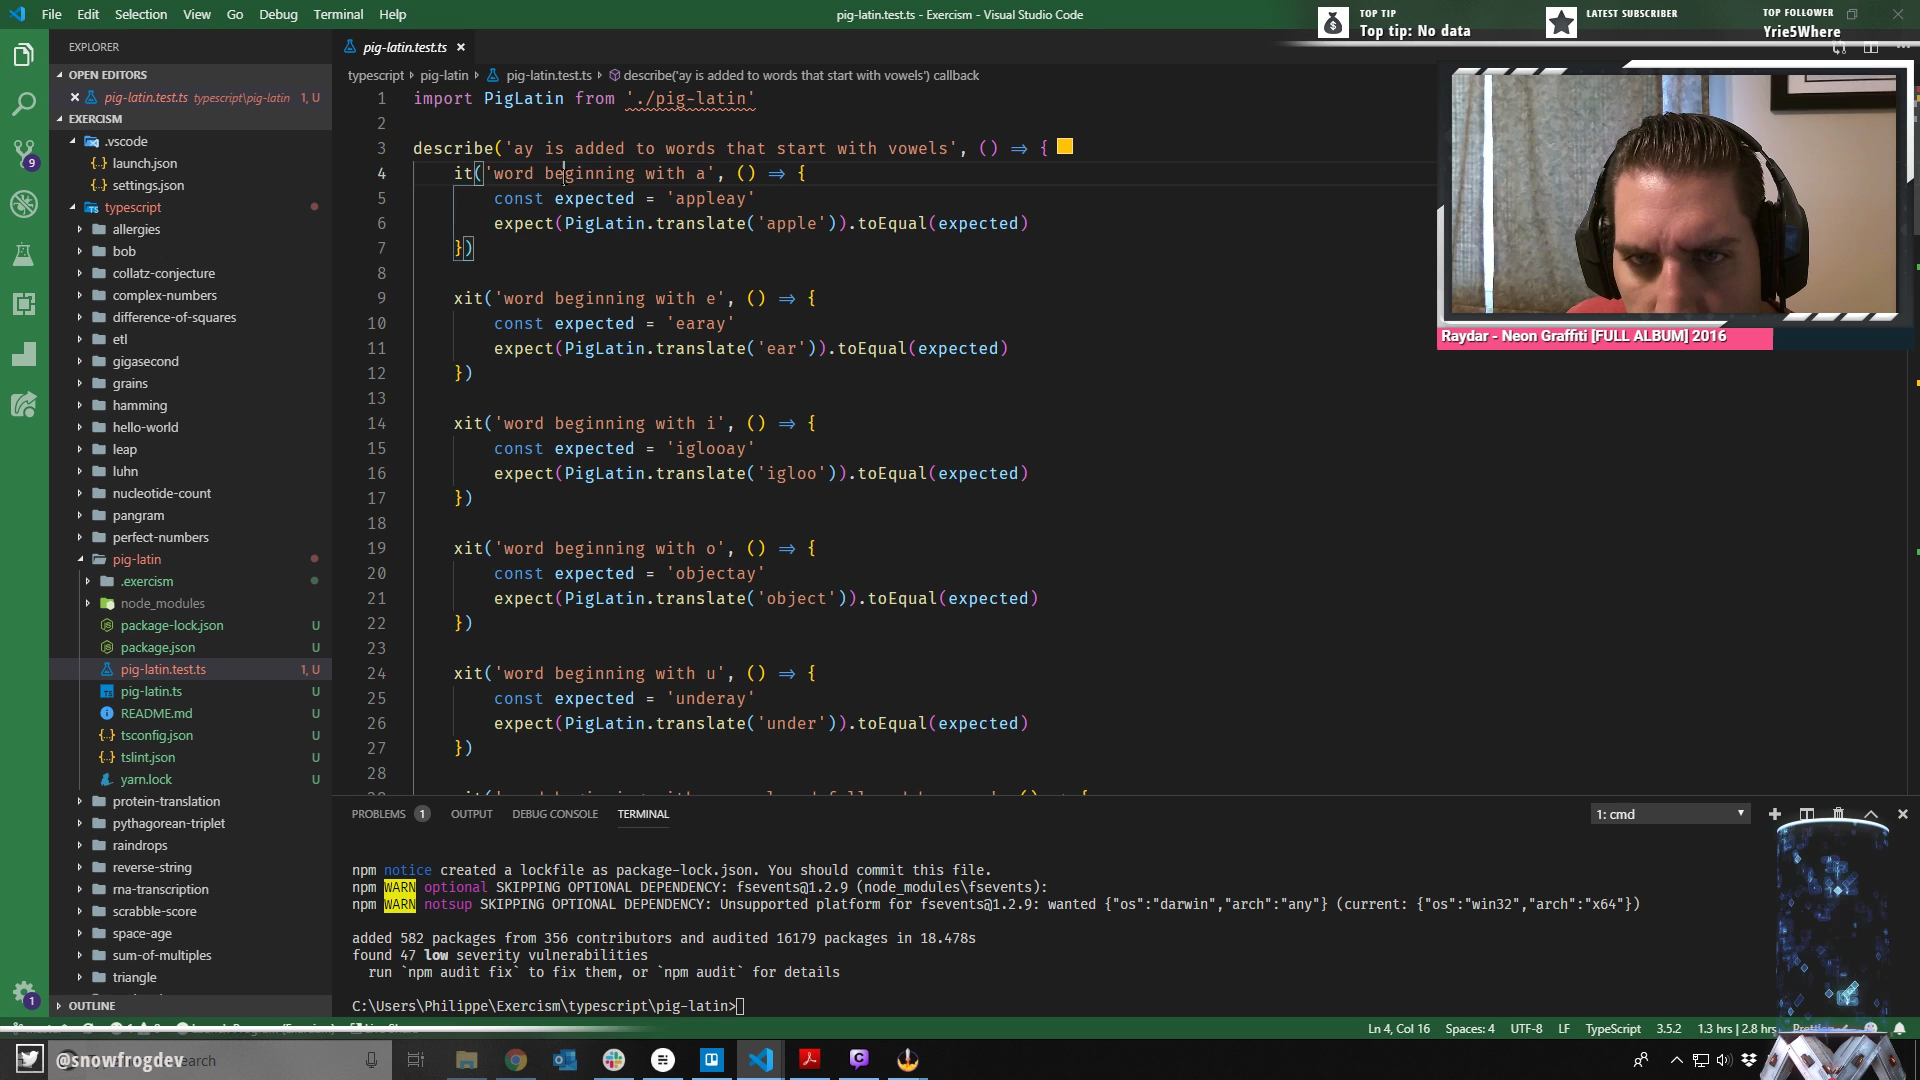 File Edit Selection View Go Debug Terminal Help
pig-latin.test.ts - Exercism - Visual Studio Code
TOP TIP
Top tip: No data
LATEST SUBSCRIBER
TOP FOLLOWER
Yrie5Where
EXPLORER
OPEN EDITORS
pig-latin.test.ts typescript\pig-latin 1, U
EXERCISM
.vscode
launch.json
settings.json
typescript
allergies
bob
collatz-conjecture
complex-numbers
difference-of-squares
etl
gigasecond
grains
hamming
hello-world
leap
luhn
nucleotide-count
pangram
perfect-numbers
pig-latin
.exercism
node_modules
package-lock.json U
package.json U
pig-latin.test.ts 1, U
pig-latin.ts U
README.md U
tsconfig.json U
tslint.json U
yarn.lock U
protein-translation
pythagorean-triplet
raindrops
reverse-string
rna-transcription
scrabble-score
space-age
sum-of-multiples
triangle
OUTLINE
9
1
pig-latin.test.ts
typescript pig-latin pig-latin.test.ts describe('ay is added to words that start with vowels') callback
1 import PigLatin from './pig-latin'
2
3 describe('ay is added to words that start with vowels', () => {
4 it('word beginning with a', () => {
5 const expected = 'appleay'
6 expect(PigLatin.translate('apple')).toEqual(expected)
7 })
8
9 xit('word beginning with e', () => {
10 const expected = 'earay'
11 expect(PigLatin.translate('ear')).toEqual(expected)
12 })
13
14 xit('word beginning with i', () => {
15 const expected = 'iglooay'
16 expect(PigLatin.translate('igloo')).toEqual(expected)
17 })
18
19 xit('word beginning with o', () => {
20 const expected = 'objectay'
21 expect(PigLatin.translate('object')).toEqual(expected)
22 })
23
24 xit('word beginning with u', () => {
25 const expected = 'underay'
26 expect(PigLatin.translate('under')).toEqual(expected)
27 })
28
Raydar - Neon Graffiti [FULL ALBUM] 2016
PROBLEMS 1 OUTPUT DEBUG CONSOLE TERMINAL
1: cmd
npm notice created a lockfile as package-lock.json. You should commit this file.
npm WARN optional SKIPPING OPTIONAL DEPENDENCY: fsevents@1.2.9 (node_modules\fsevents):
npm WARN notsup SKIPPING OPTIONAL DEPENDENCY: Unsupported platform for fsevents@1.2.9: wanted {"os":"darwin","arch":"any"} (current: {"os":"win32","arch":"x64"})
added 582 packages from 356 contributors and audited 16179 packages in 18.478s
found 47 low severity vulnerabilities
run `npm audit fix` to fix them, or `npm audit` for details
C:\Users\Philippe\Exercism\typescript\pig-latin>
Ln 4, Col 16 Spaces: 4 UTF-8 LF TypeScript 3.5.2 1.3 hrs | 2.8 hrs
@snowfrogdev